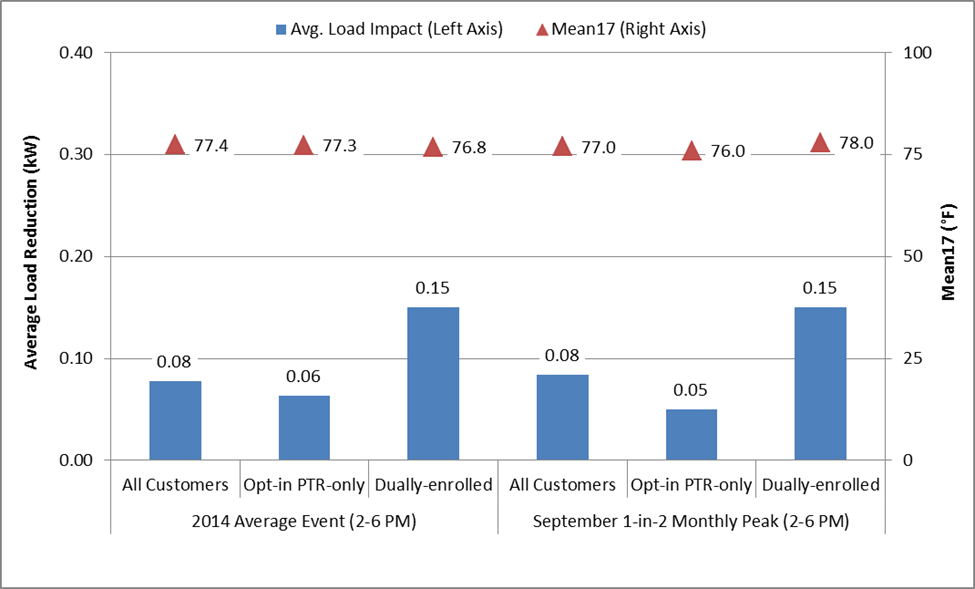 Avg. Load Impact (Left Axis) Mean17 (Right Axis)
0.40
0.30
0.20
0.10
0.00
Average Load Reduction (kW)
100
75
50
25
0
Mean17 (°F)
77.4 77.3 76.8 77.0 76.0 78.0
0.08 0.06 0.15 0.08 0.05 0.15
All Customers Opt-in PTR-only Dually-enrolled All Customers Opt-in PTR-only Dually-enrolled
2014 Average Event (2-6 PM) September 1-in-2 Monthly Peak (2-6 PM)